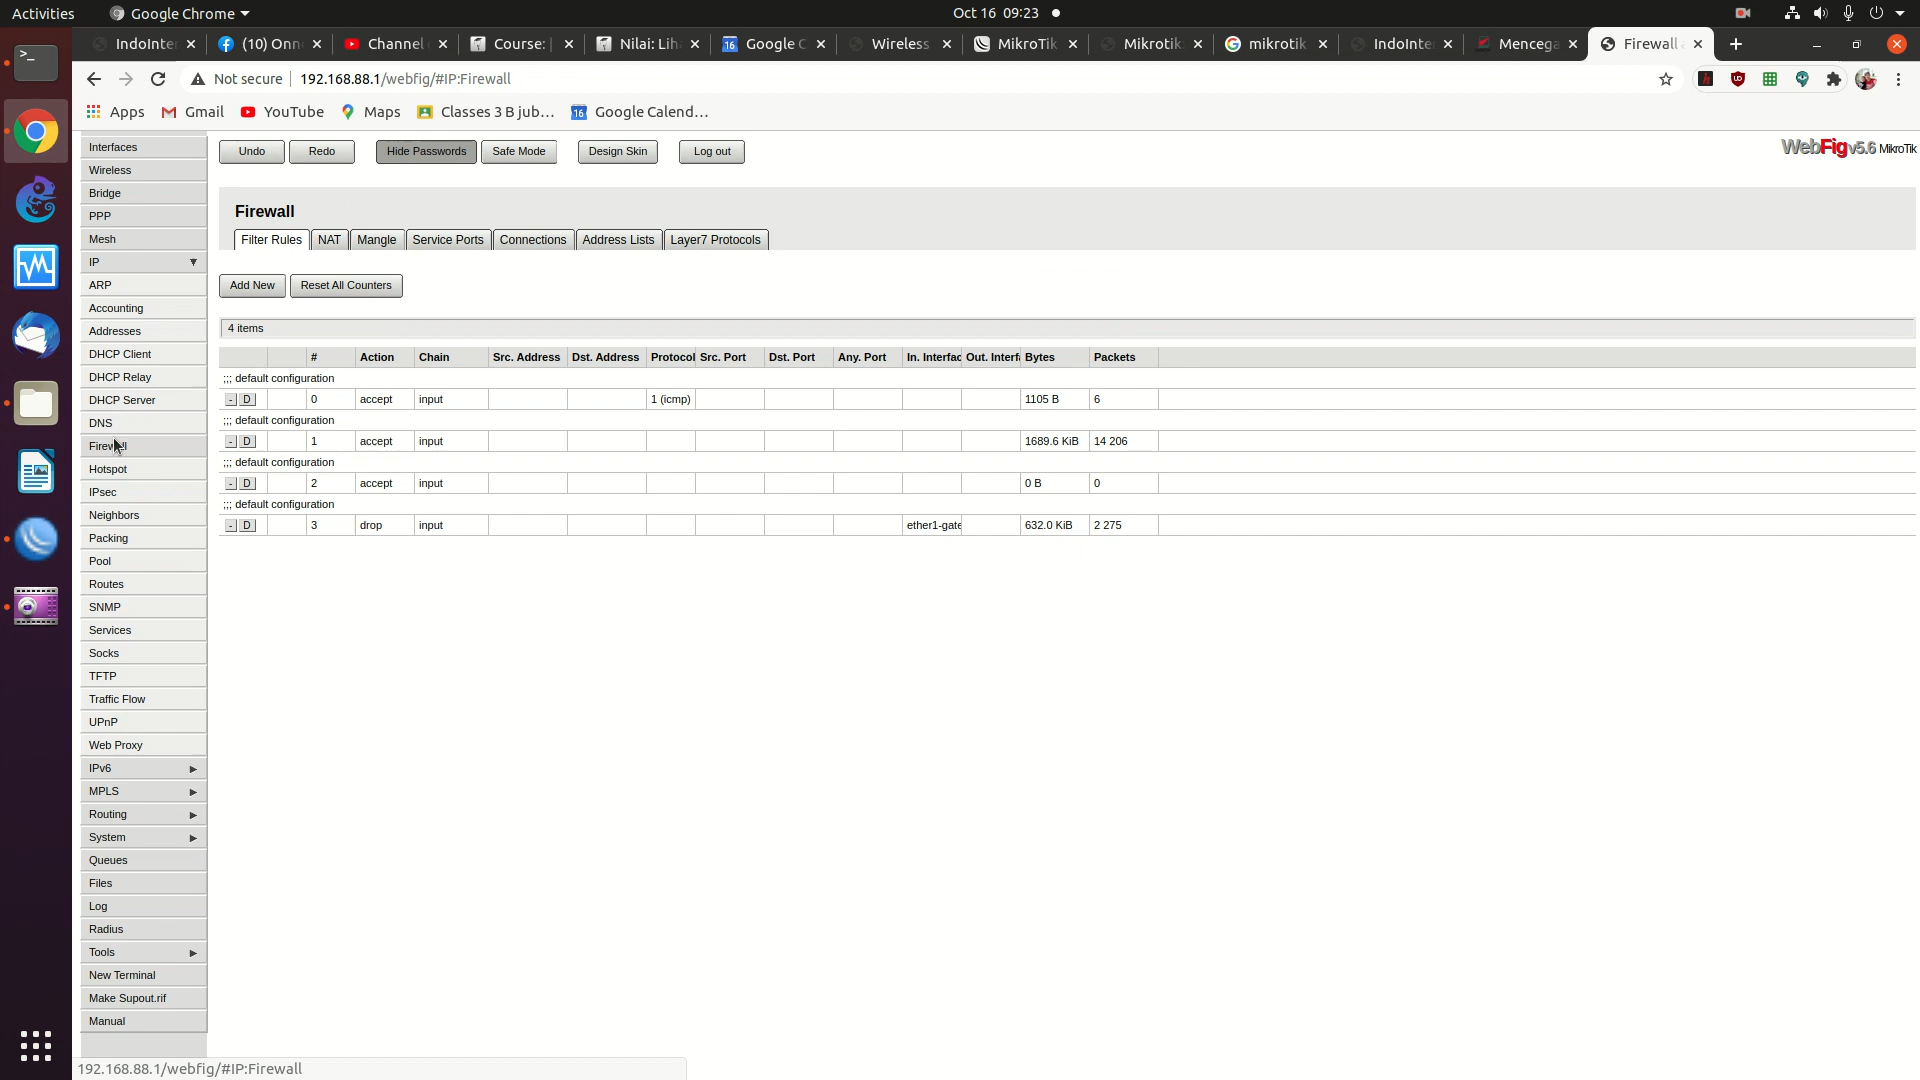 Activities
Google Chrome
Oct 16 09:23
IndoInter
(10) Onn
Channel
Course: |
Nilai: Lih
Google C
Wireless
MikroTik
Mikrotik
mikrotik
IndoInte
Mencega
Firewall
Not secure
192.168.88.1/webfig/#IP:Firewall
Apps
Gmail
YouTube
Maps
Classes 3 B jub...
Google Calend...
Interfaces
Wireless
Bridge
PPP
Mesh
IP
ARP
Accounting
Addresses
DHCP Client
DHCP Relay
DHCP Server
DNS
Firewall
Hotspot
IPsec
Neighbors
Packing
Pool
Routes
SNMP
Services
Socks
TFTP
Traffic Flow
UPnP
Web Proxy
IPv6
MPLS
Routing
System
Queues
Files
Log
Radius
Tools
New Terminal
Make Supout.rif
Manual
Undo Redo Hide Passwords Safe Mode Design Skin Log out
WebFig v5.6 MikroTik
Firewall
Filter Rules NAT Mangle Service Ports Connections Address Lists Layer7 Protocols
Add New Reset All Counters
4 items
# Action Chain Src. Address Dst. Address Protocol Src. Port Dst. Port Any. Port In. Interfac Out. Interfa Bytes Packets
;;; default configuration
- D 0 accept input 1 (icmp) 1105 B 6
;;; default configuration
- D 1 accept input 1689.6 KiB 14 206
;;; default configuration
- D 2 accept input 0 B 0
;;; default configuration
- D 3 drop input ether1-gate 632.0 KiB 2 275
192.168.88.1/webfig/#IP:Firewall